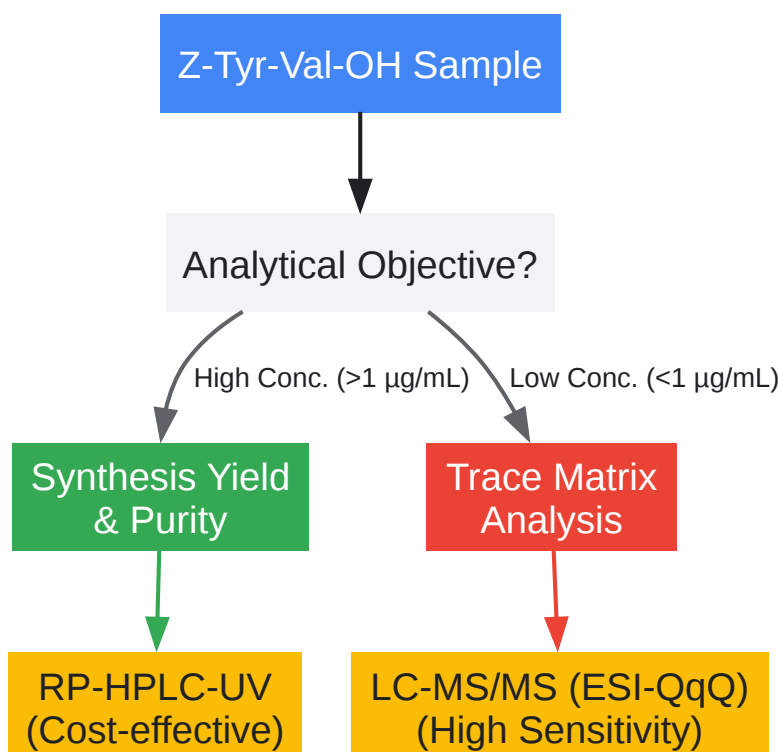 Z-Tyr-Val-OH Sample
Analytical Objective?
High Conc. (>1 µg/mL)
Low Conc. (<1 µg/mL)
Synthesis Yield
& Purity
Trace Matrix
Analysis
RP-HPLC-UV
(Cost-effective)
LC-MS/MS (ESI-QqQ)
(High Sensitivity)